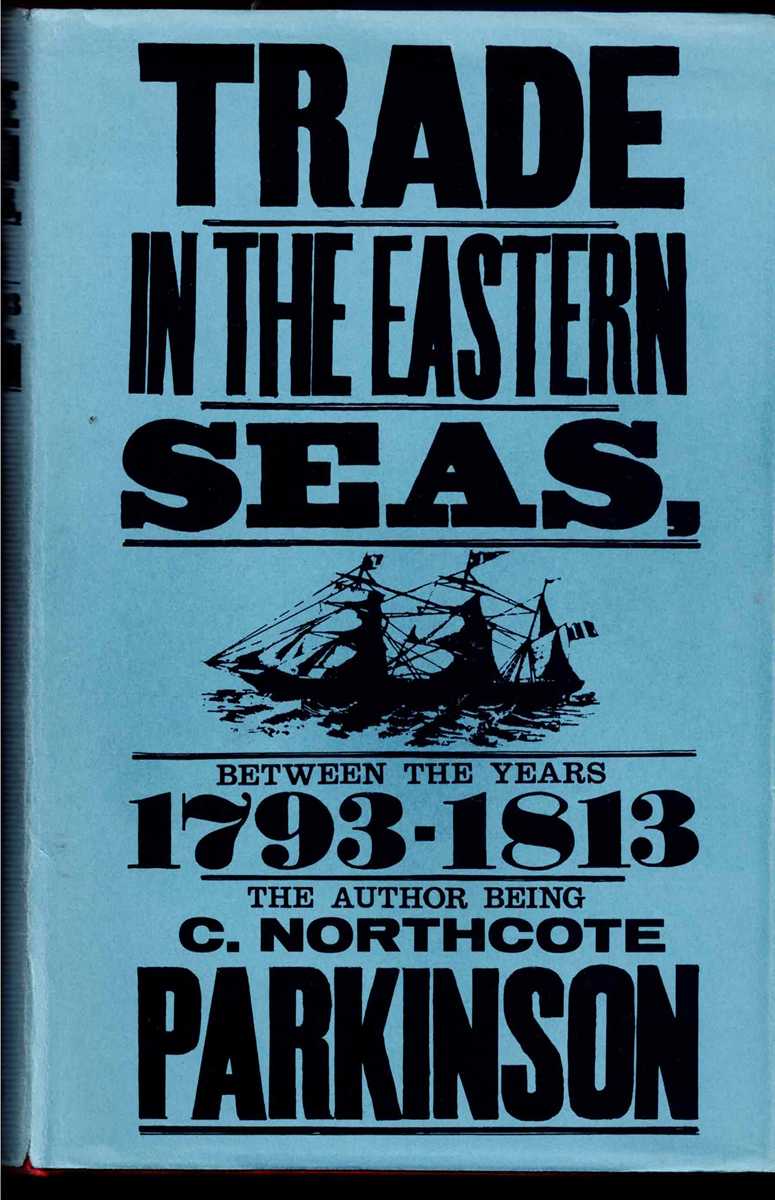 TRADE
IN THE EASTERN
SEAS,
BETWEEN THE YEARS
1793-1813
THE AUTHOR BEING
C. NORTHCOTE
PARKINSON